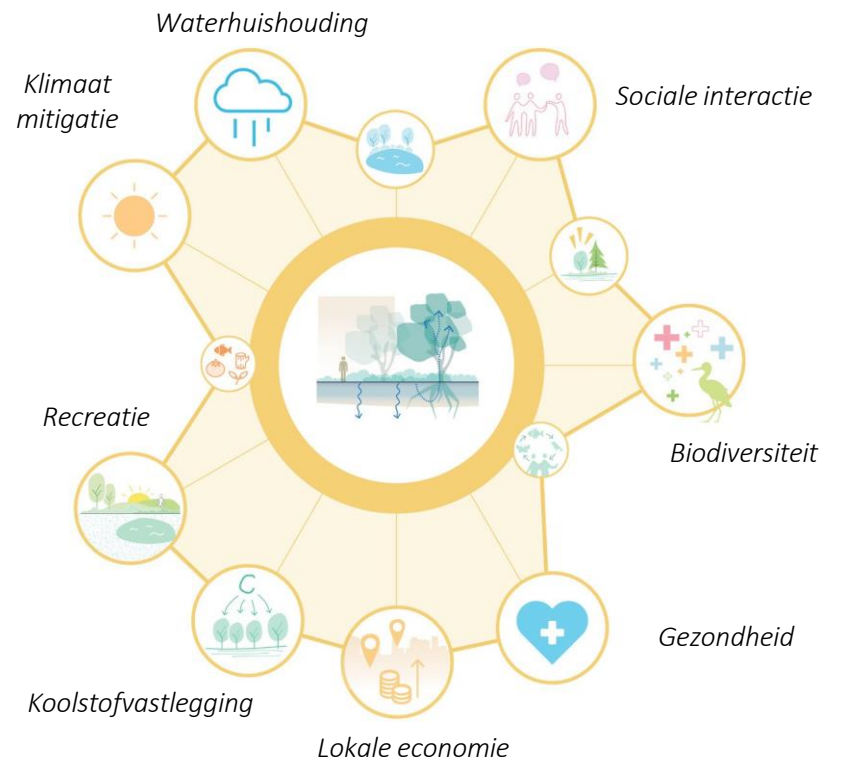 Waterhuishouding
Klimaat
mitigatie
Sociale interactie
Recreatie
Biodiversiteit
C
Gezondheid
Koolstofvastlegging
Lokale economie